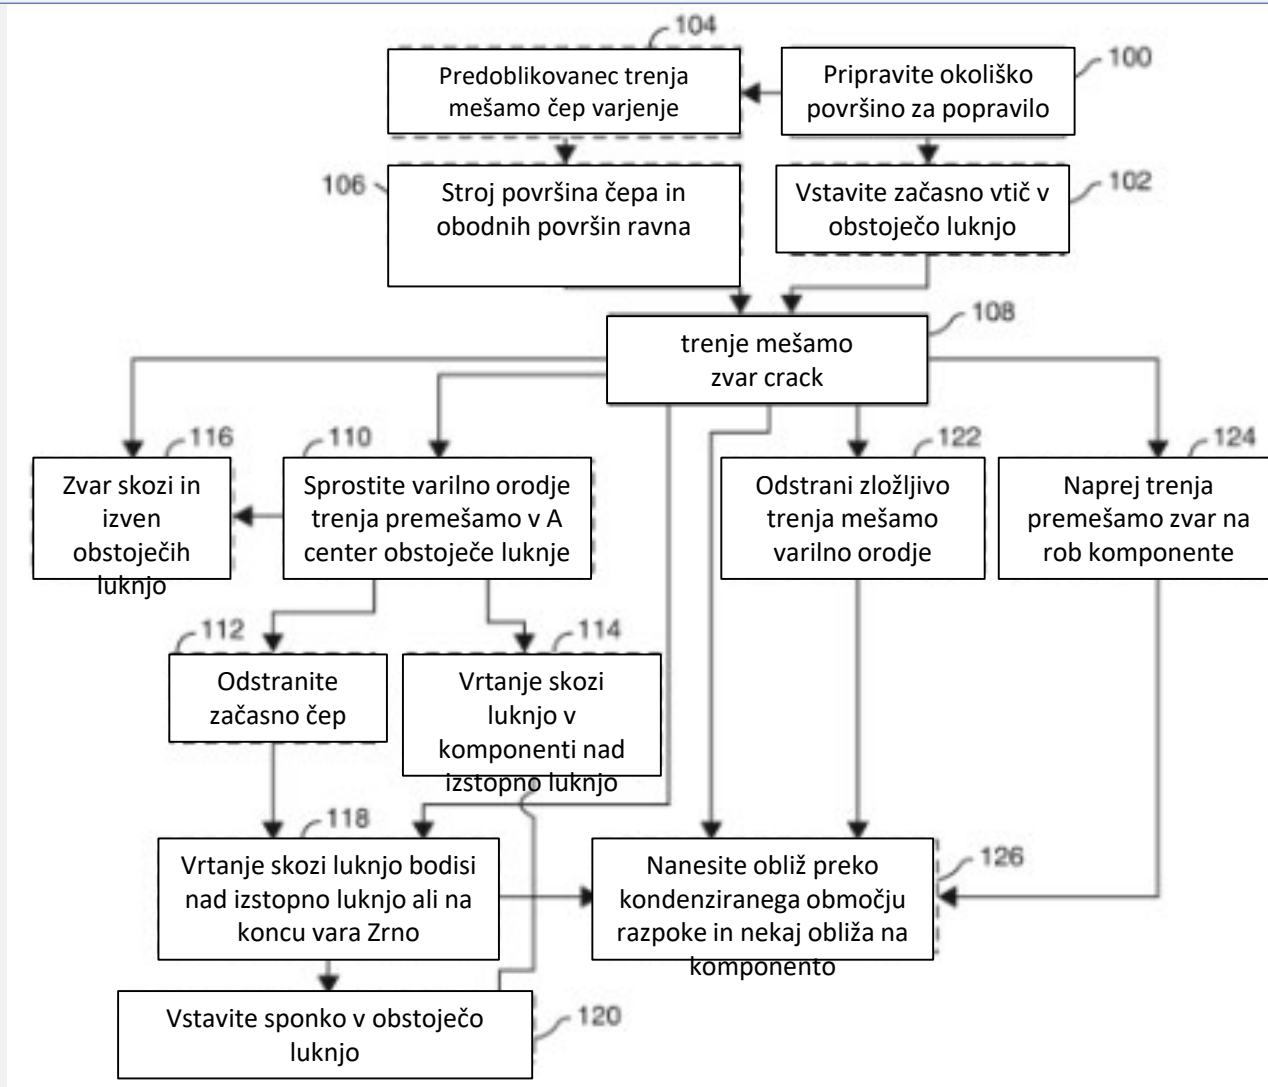 104
Predoblikovanec trenja
mešamo čep varjenje
Pripravite okoliško
površino za popravilo
100
106
Stroj površina čepa in
obodnih površin ravna
Vstavite začasno vtič v
obstoječo luknjo
102
108
trenje mešamo
zvar crack
116
Zvar skozi in
izven
obstoječih
luknjo
110
Sprostite varilno orodje
trenja premešamo v A
center obstoječe luknje
122
Odstrani zložljivo
trenja mešamo
varilno orodje
124
Naprej trenja
premešamo zvar na
rob komponente
112
Odstranite
začasno čep
114
Vrtanje skozi
luknjo v
komponenti nad
izstopno luknjo
118
Vrtanje skozi luknjo bodisi
nad izstopno luknjo ali na
koncu vara Zrno
Nanesite obliž preko
kondenziranega območju
razpoke in nekaj obliža na
komponento
126
Vstavite sponko v obstoječo
luknjo
120